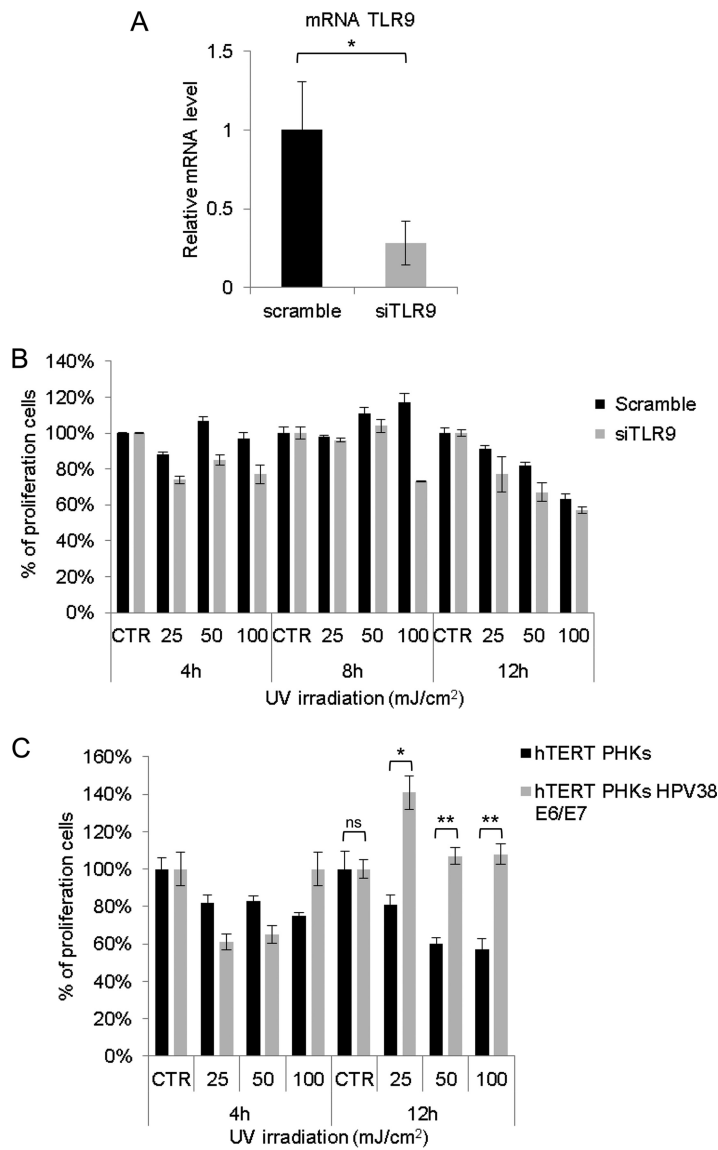 A
mRNA TLR9
1.5
*
1
0.5
0
Relative mRNA level
scramble siTLR9
B
140%
120%
100%
80%
60%
40%
20%
0%
% of proliferation cells
Scramble
siTLR9
CTR 25 50 100 CTR 25 50 100 CTR 25 50 100
4h 8h 12h
UV irradiation (mJ/cm²)
C
160%
140%
120%
100%
80%
60%
40%
20%
0%
% of proliferation cells
ns * ** **
hTERT PHKs
hTERT PHKs HPV38
E6/E7
CTR 25 50 100 CTR 25 50 100
4h 12h
UV irradiation (mJ/cm²)